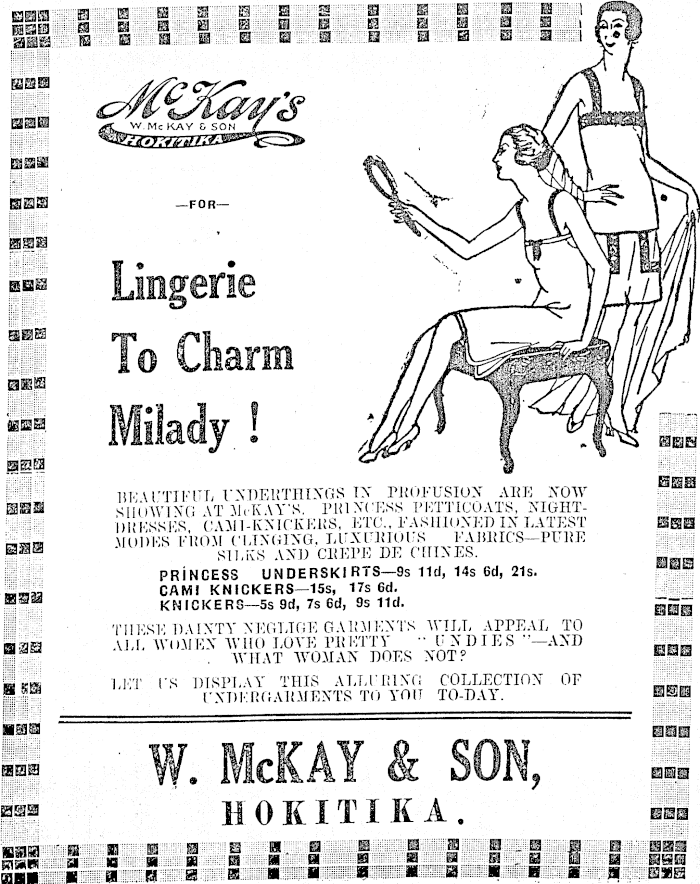 McKay's
W. McKAY & SON
HOKITIKA
—FOR—
Lingerie
To Charm
Milady !
BEAUTIFUL UNDERTHINGS IN PROFUSION ARE NOW
SHOWING AT McKAY'S. PRINCESS PETTICOATS, NIGHT-
DRESSES, CAMI-KNICKERS, ETC., FASHIONED IN LATEST
MODES FROM CLINGING, LUXURIOUS FABRICS—PURE
SILKS AND CREPE DE CHINES.
PRINCESS UNDERSKIRTS—9s 11d, 14s 6d, 21s.
CAMI KNICKERS—15s, 17s 6d.
KNICKERS—5s 9d, 7s 6d, 9s 11d.
THESE DAINTY NEGLIGE GARMENTS WILL APPEAL TO
ALL WOMEN WHO LOVE PRETTY "UNDIES"—AND
WHAT WOMAN DOES NOT?
LET US DISPLAY THIS ALLURING COLLECTION OF
UNDERGARMENTS TO YOU TO-DAY.
W. McKAY & SON,
HOKITIKA.